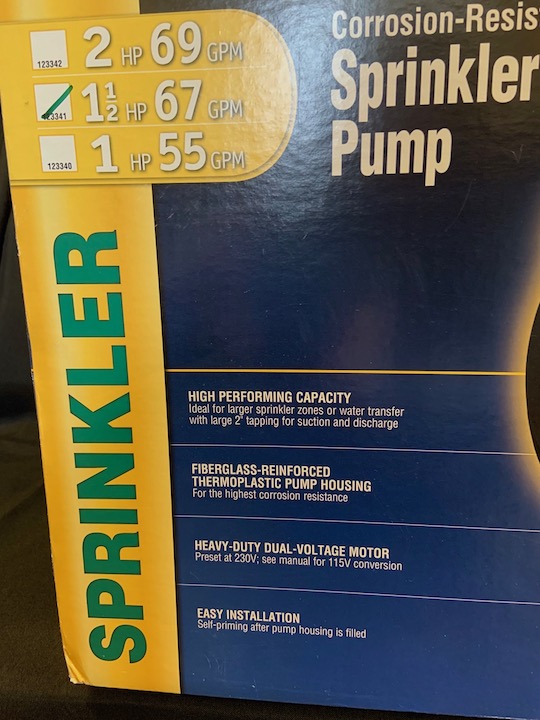 2 HP 69 GPM
123342
1 1/2 HP 67 GPM
3341
1 HP 55 GPM
123340
Corrosion-Resis
Sprinkler
Pump
SPRINKLER
HIGH PERFORMING CAPACITY
Ideal for larger sprinkler zones or water transfer
with large 2" tapping for suction and discharge
FIBERGLASS-REINFORCED
THERMOPLASTIC PUMP HOUSING
For the highest corrosion resistance
HEAVY-DUTY DUAL-VOLTAGE MOTOR
Preset at 230V; see manual for 115V conversion
EASY INSTALLATION
Self-priming after pump housing is filled